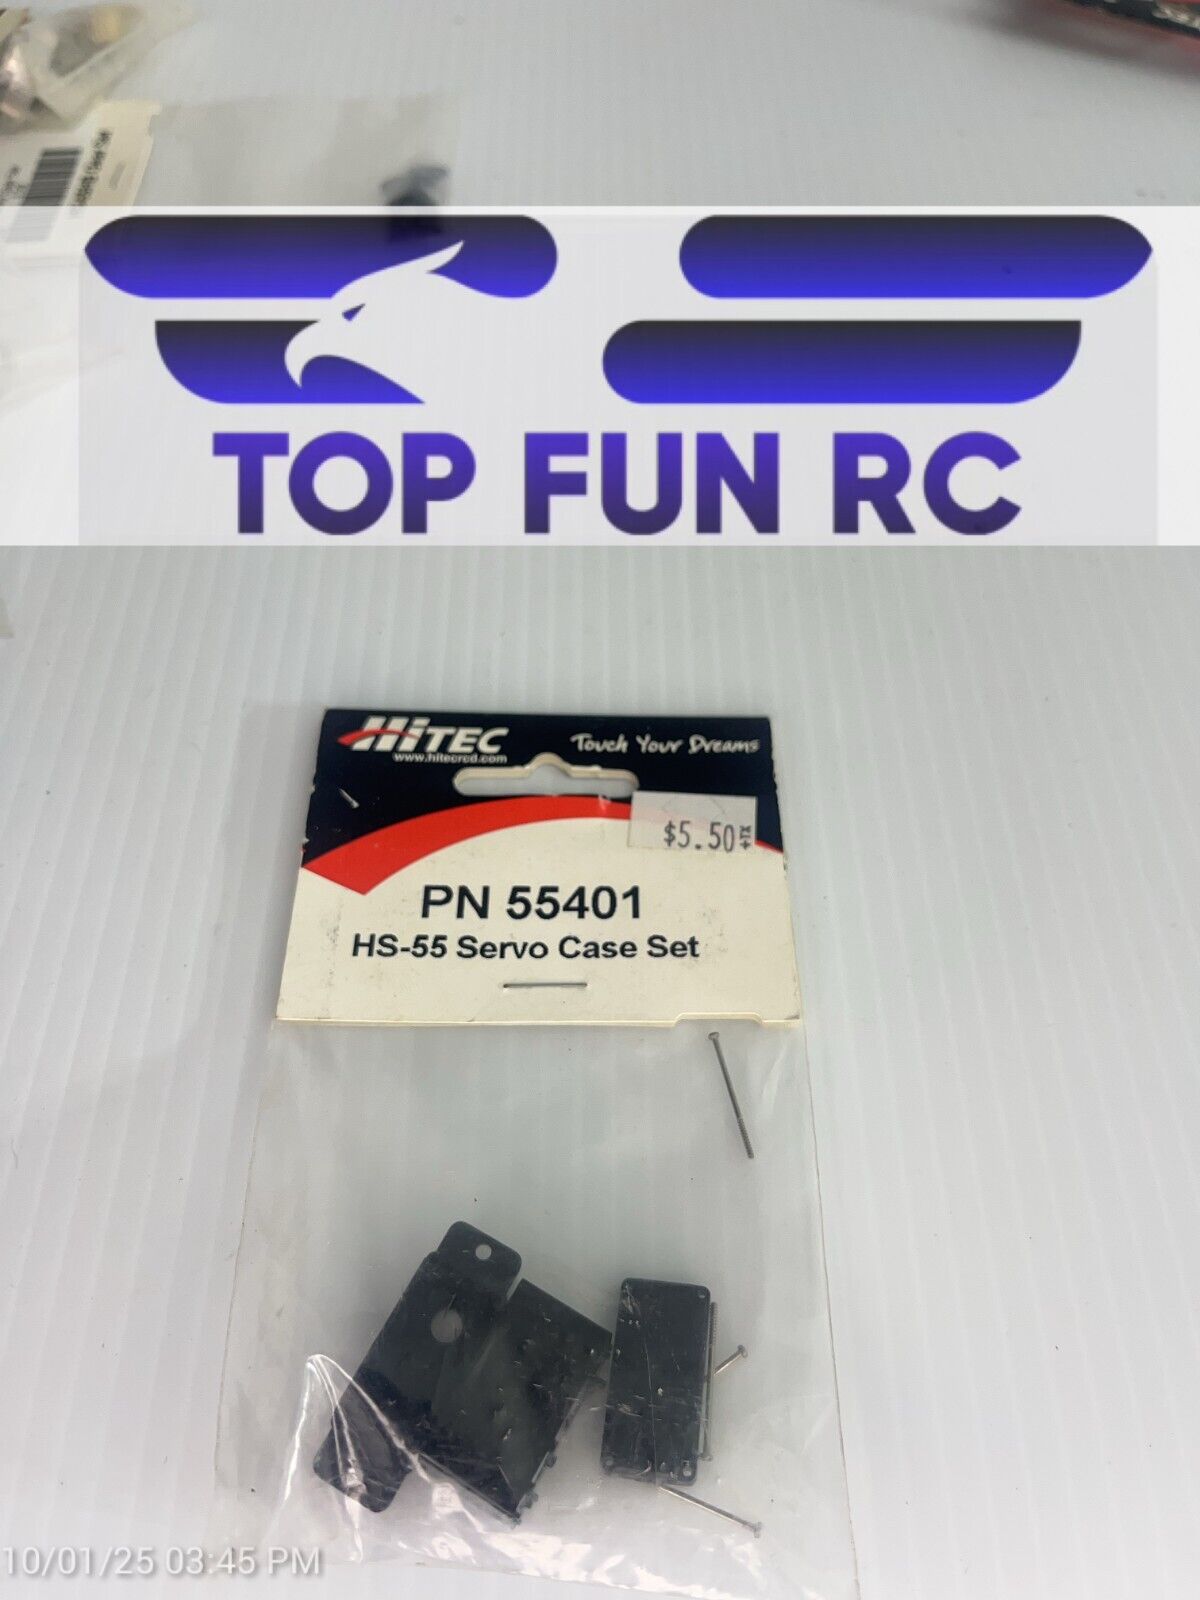 TOP FUN RC
HiTEC
www.hitecrcd.com
Touch Your Dreams
$5.50
PN 55401
HS-55 Servo Case Set
10/01/25 03:45 PM